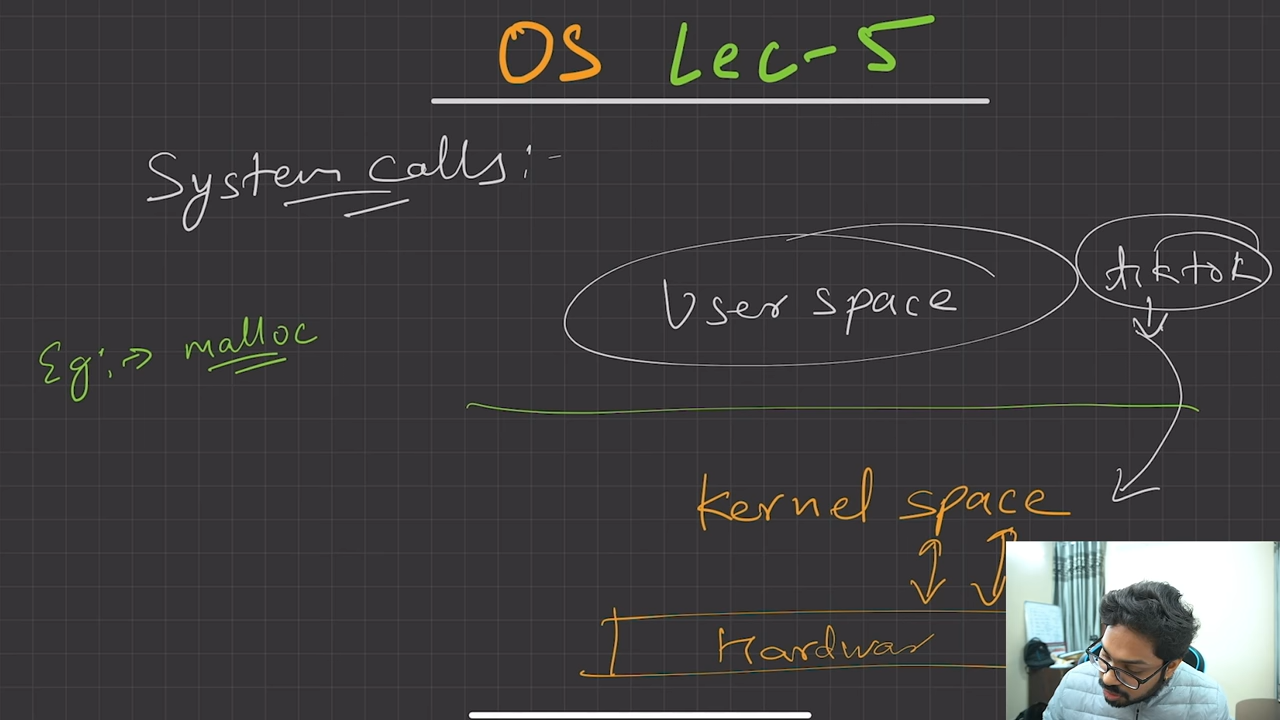 OS Lec-5
System calls:-
User space
tiktok
Eg:→ malloc
Kernel space
Hardwar